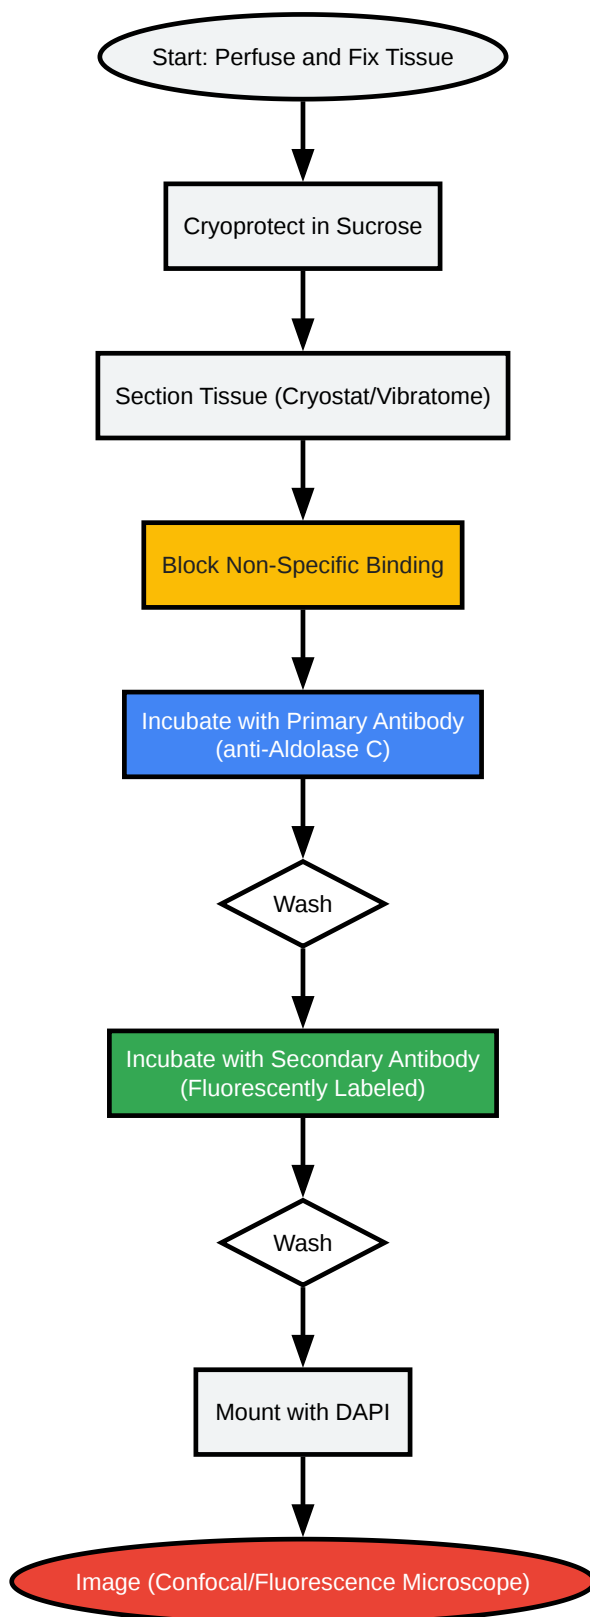 Start: Perfuse and Fix Tissue
Cryoprotect in Sucrose
Section Tissue (Cryostat/Vibratome)
Block Non-Specific Binding
Incubate with Primary Antibody
(anti-Aldolase C)
Wash
Incubate with Secondary Antibody
(Fluorescently Labeled)
Wash
Mount with DAPI
Image (Confocal/Fluorescence Microscope)